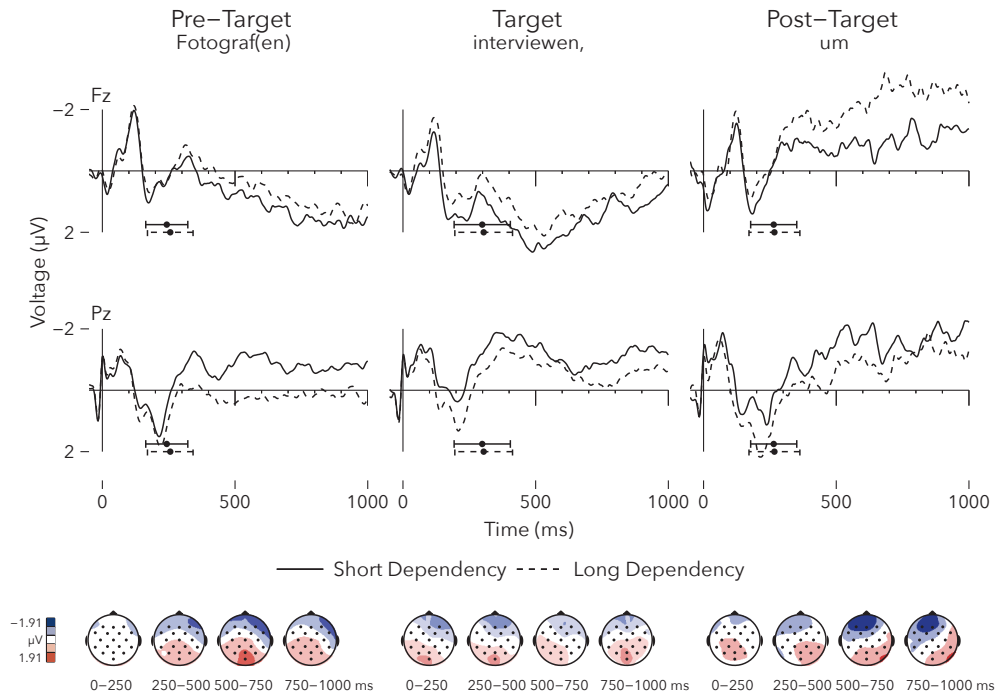 Pre–Target Target Post–Target
Fotograf(en) interviewen, um
Fz
−2
2
Voltage (µV)
Pz
−2
2
0 500 1000 0 500 1000 0 500 1000
Time (ms)
Short Dependency Long Dependency
−1.91
µV
1.91
0–250 250–500 500–750 750–1000 ms 0–250 250–500 500–750 750–1000 ms 0–250 250–500 500–750 750–1000 ms